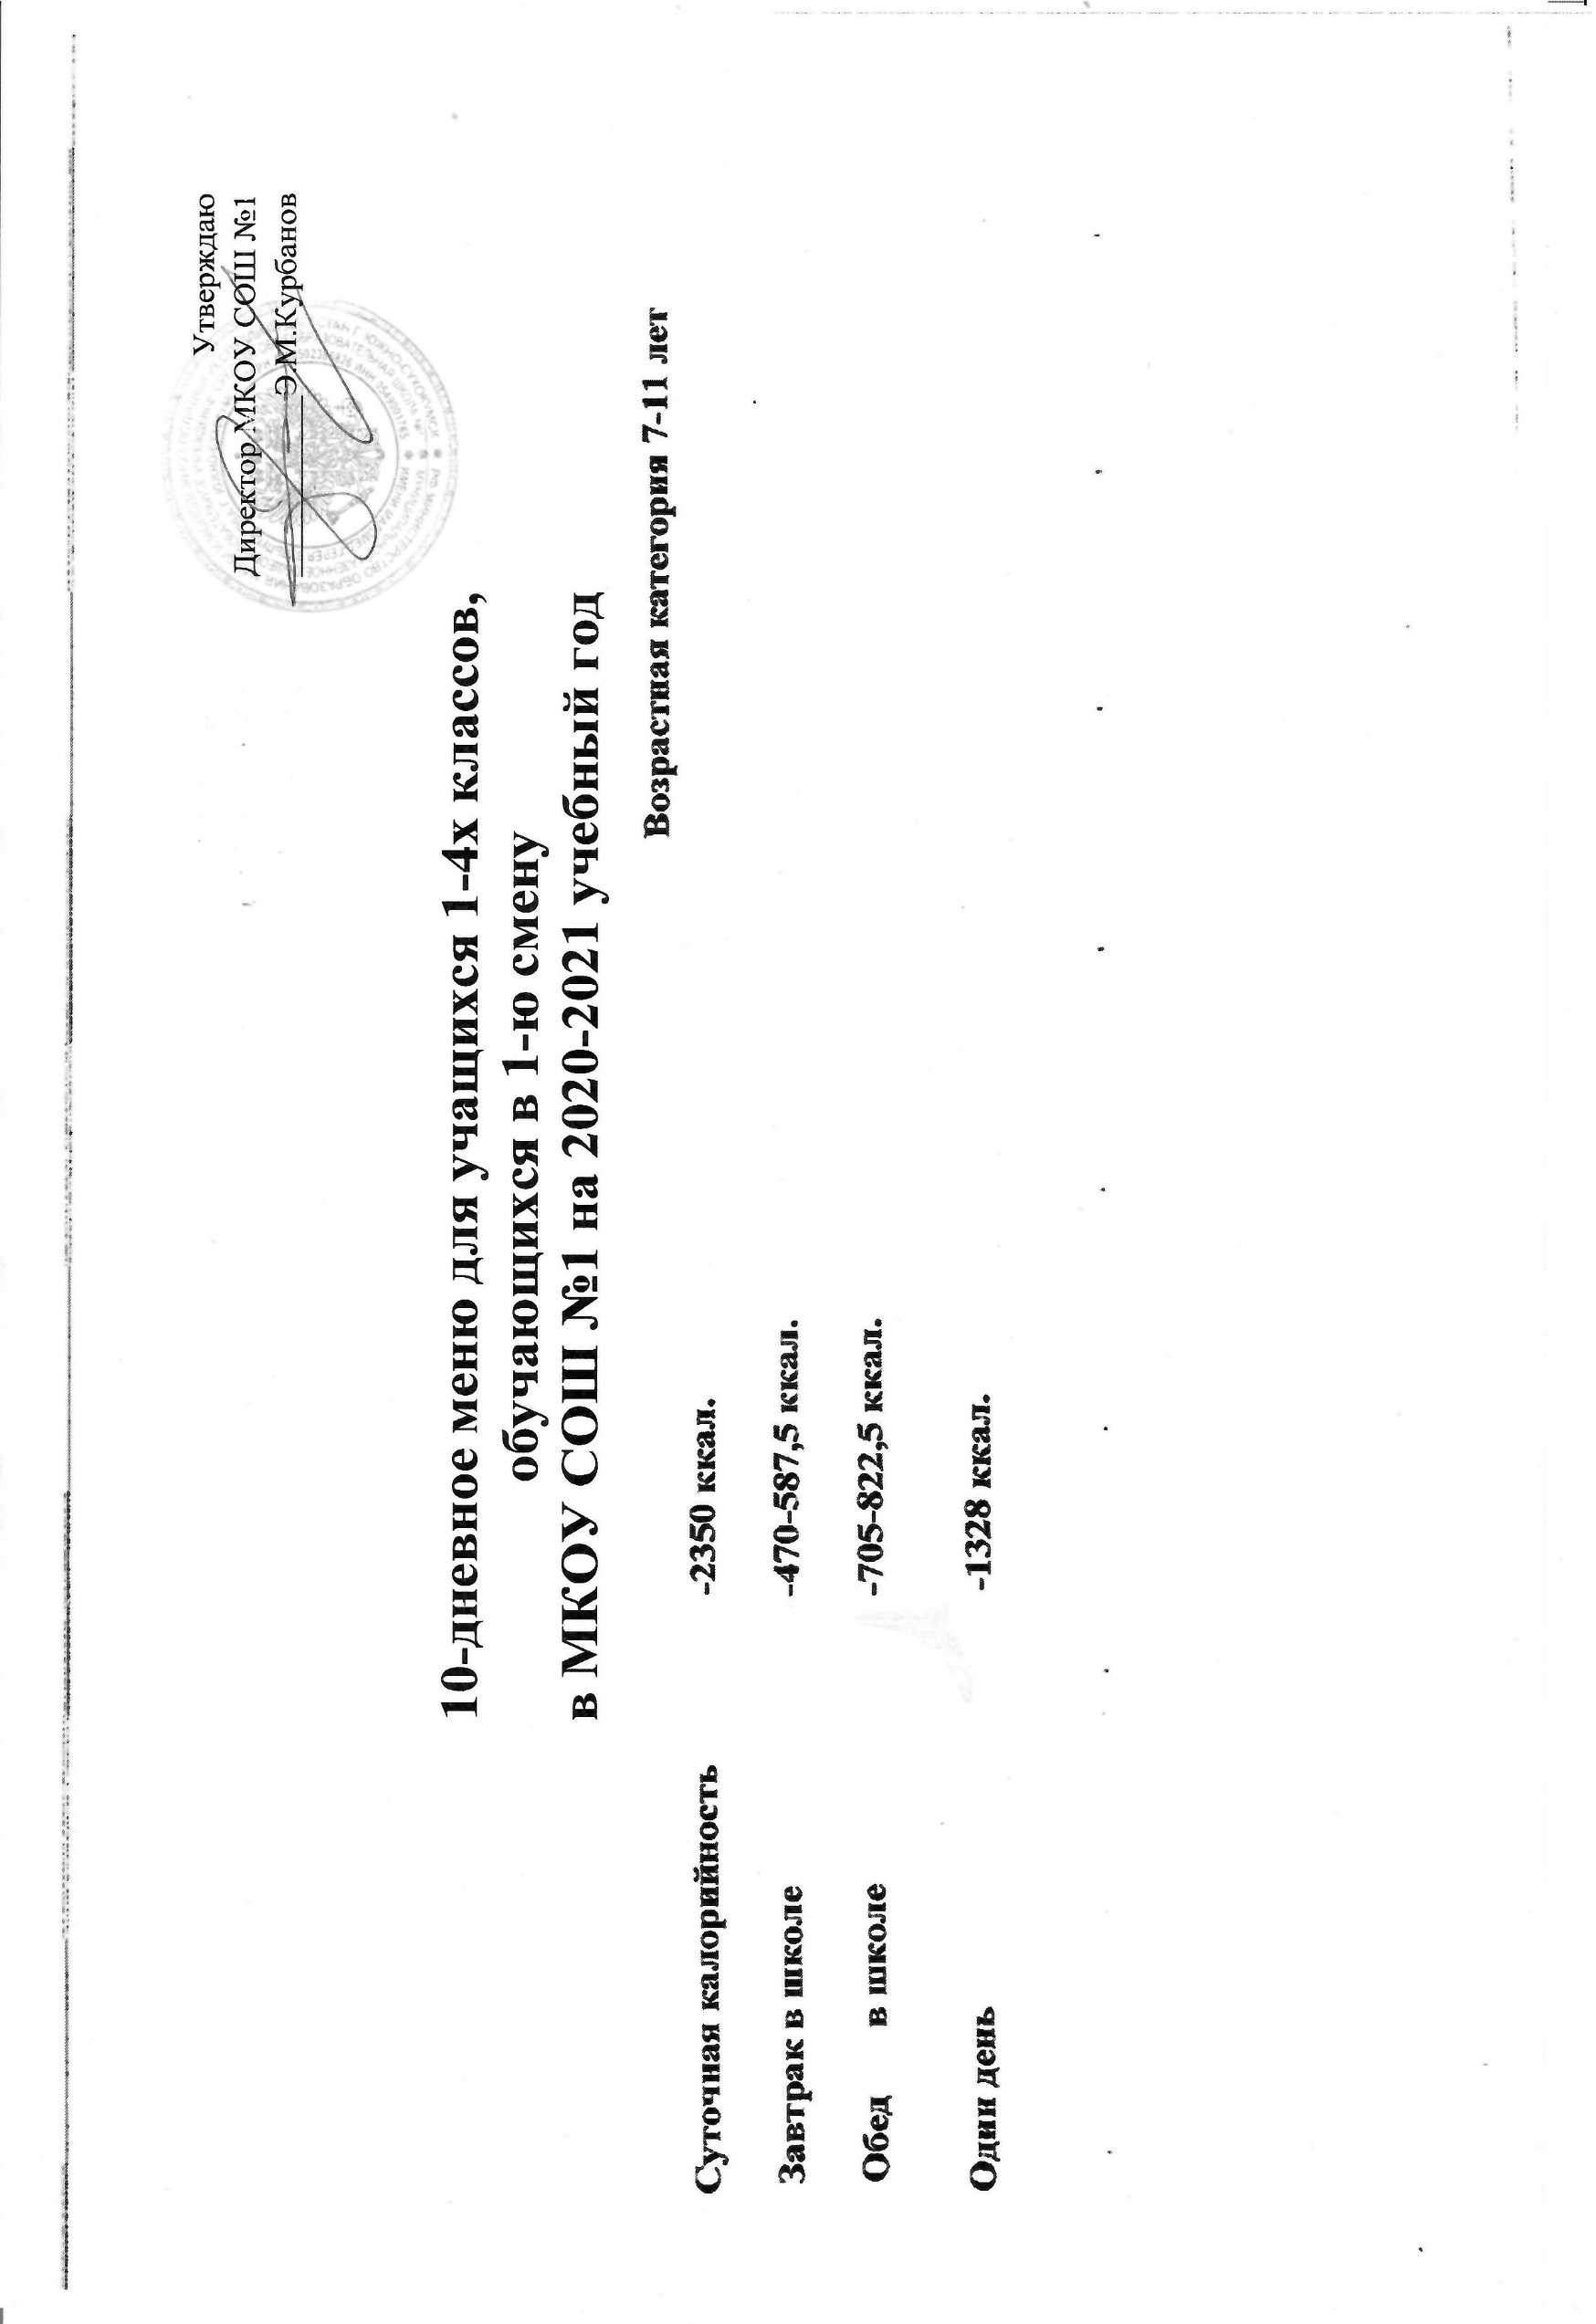 Утверждаю
Директор МКОУ СОШ №1
Э.М.Курбанов
10-дневное меню для учащихся 1-4х классов,
обучающихся в 1-ю смену
в МКОУ СОШ №1 на 2020-2021 учебный год
Возрастная категория 7-11 лет
Суточная калорийность -2350 ккал.
Завтрак в школе -470-587,5 ккал.
Обед в школе -705-822,5 ккал.
Один день -1328 ккал.